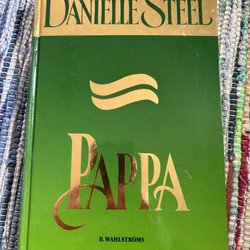 DANIELLE STEEL
PAPPA
B. WAHLSTRÖMS